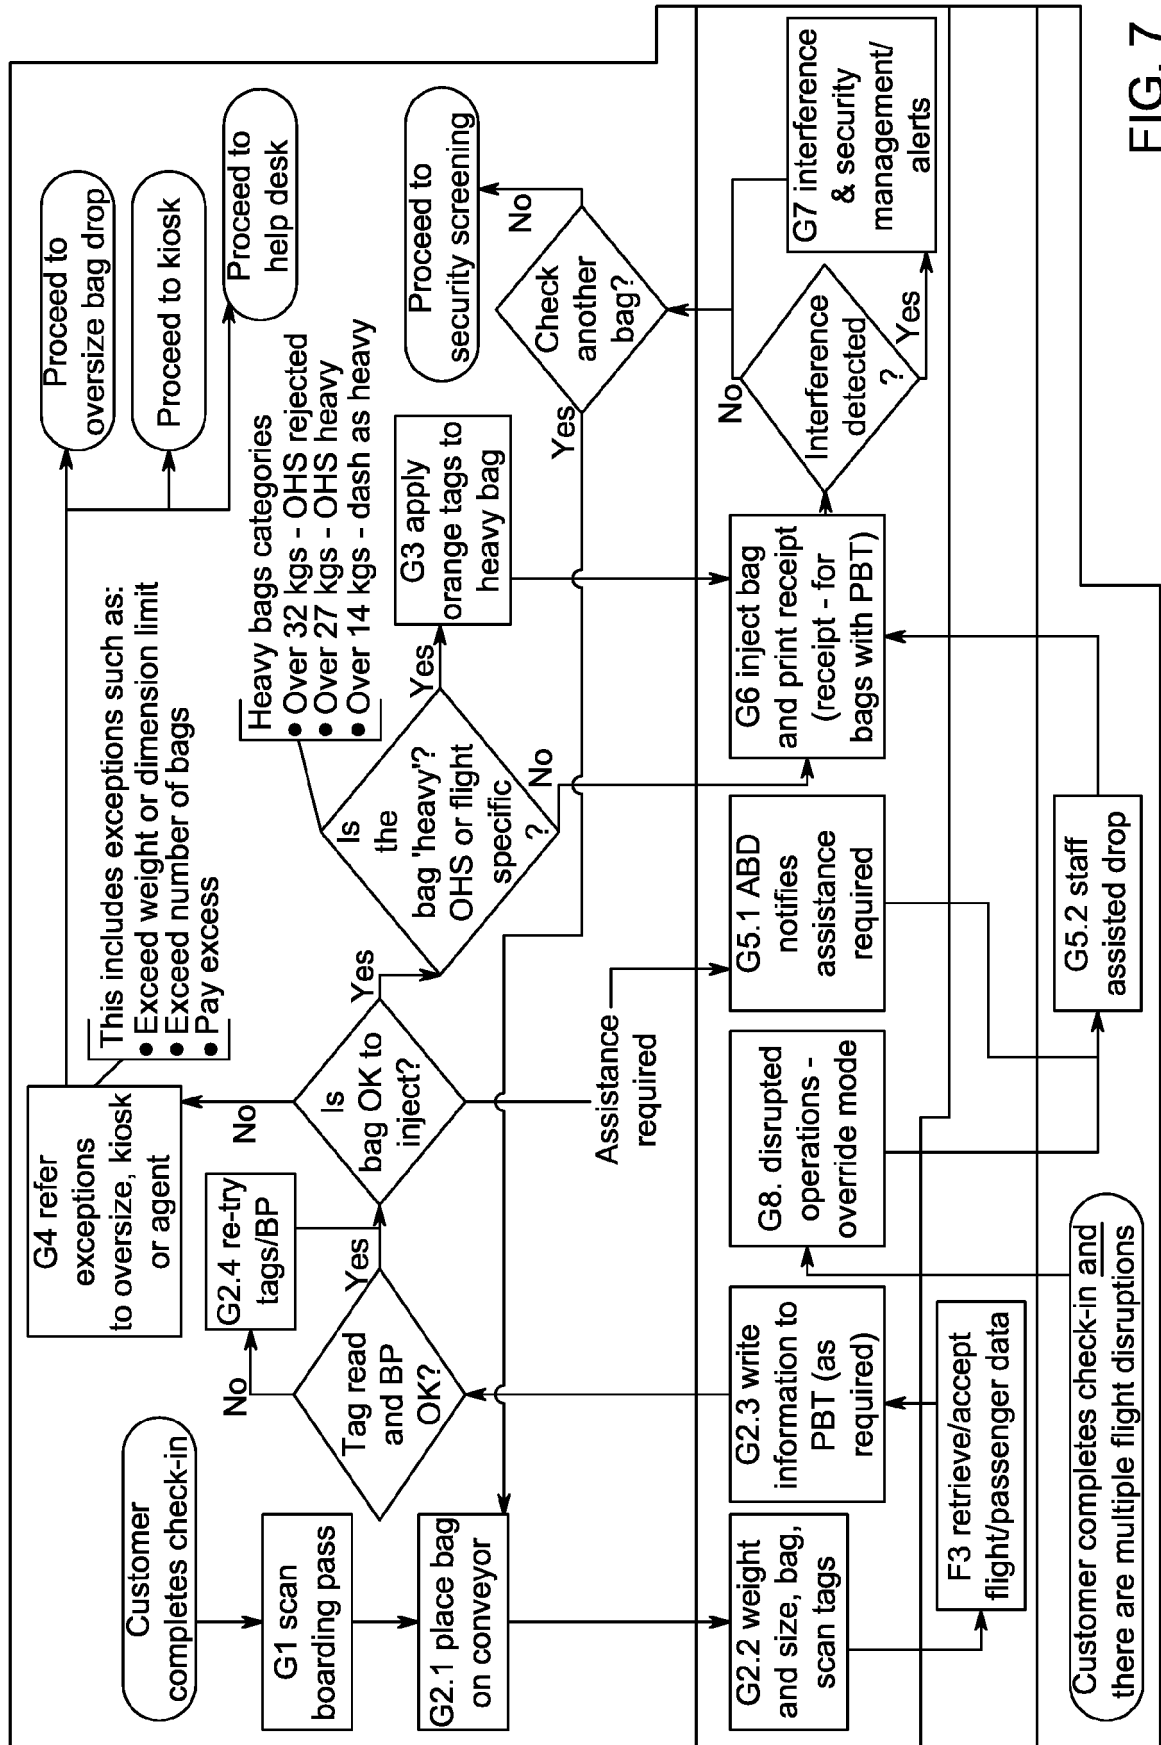 Customer
completes check-in
G1 scan
boarding pass
G2.1 place bag
on conveyor
G2.2 weight
and size, bag,
scan tags
F3 retrieve/accept
flight/passenger data
G2.3 write
information to
PBT (as
required)
Tag read
and BP
OK?
No
Yes
G2.4 re-try
tags/BP
Is
bag OK to
inject?
No
Yes
G4 refer
exceptions
to oversize, kiosk
or agent
This includes exceptions such as:
● Exceed weight or dimension limit
● Exceed number of bags
● Pay excess
Proceed to
oversize bag drop
Proceed to kiosk
Proceed to
help desk
Assistance
required
Is
the
bag 'heavy'?
OHS or flight
specific
?
Yes
No
Heavy bags categories
● Over 32 kgs - OHS rejected
● Over 27 kgs - OHS heavy
● Over 14 kgs - dash as heavy
G3 apply
orange tags to
heavy bag
G5.1 ABD
notifies
assistance
required
G8. disrupted
operations -
override mode
Customer completes check-in and
there are multiple flight disruptions
G5.2 staff
assisted drop
G6 inject bag
and print receipt
(receipt - for
bags with PBT)
Interference
detected
?
No
Yes
G7 interference
& security
management/
alerts
Check
another
bag?
Yes
No
Proceed to
security screening
FIG. 7